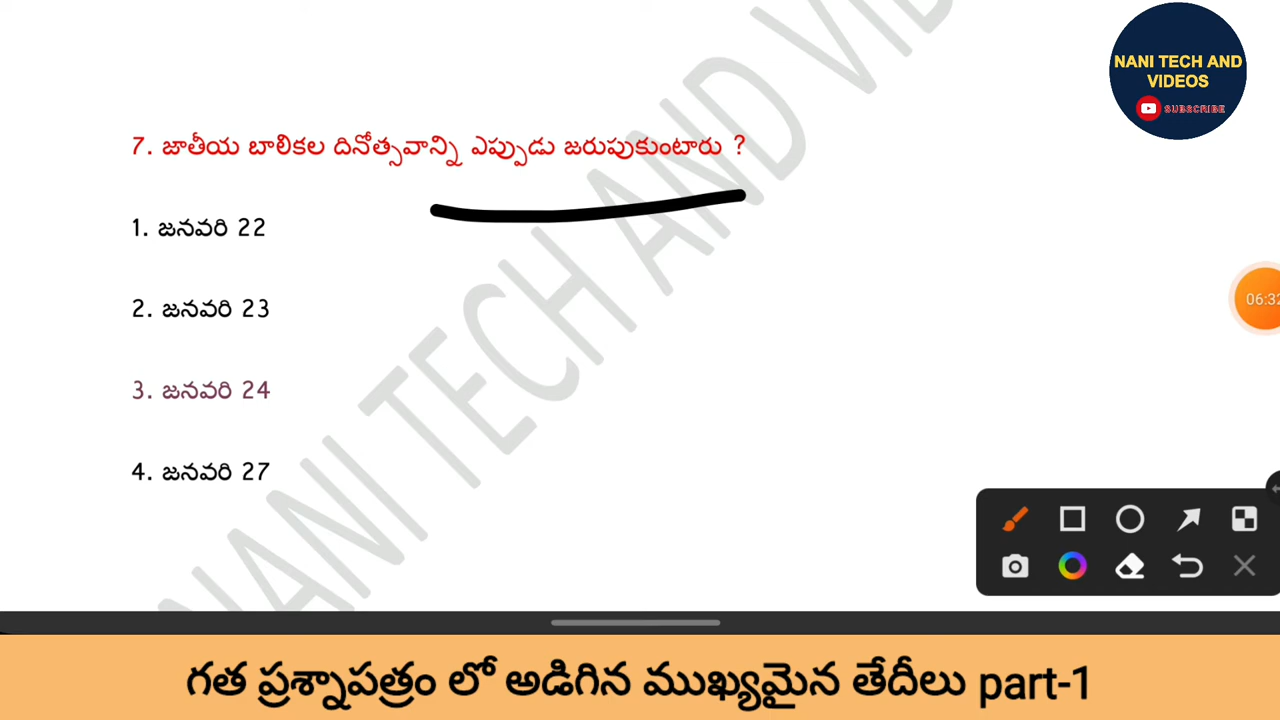 NANI TECH AND
VIDEOS
SUBSCRIBE
7. జాతీయ బాలికల దినోత్సవాన్ని ఎప్పుడు జరుపుకుంటారు ?
1. జనవరి 22
2. జనవరి 23
3. జనవరి 24
4. జనవరి 27
NANI TECH AND VID
06:32
గత ప్రశ్నాపత్రం లో అడిగిన ముఖ్యమైన తేదీలు part-1